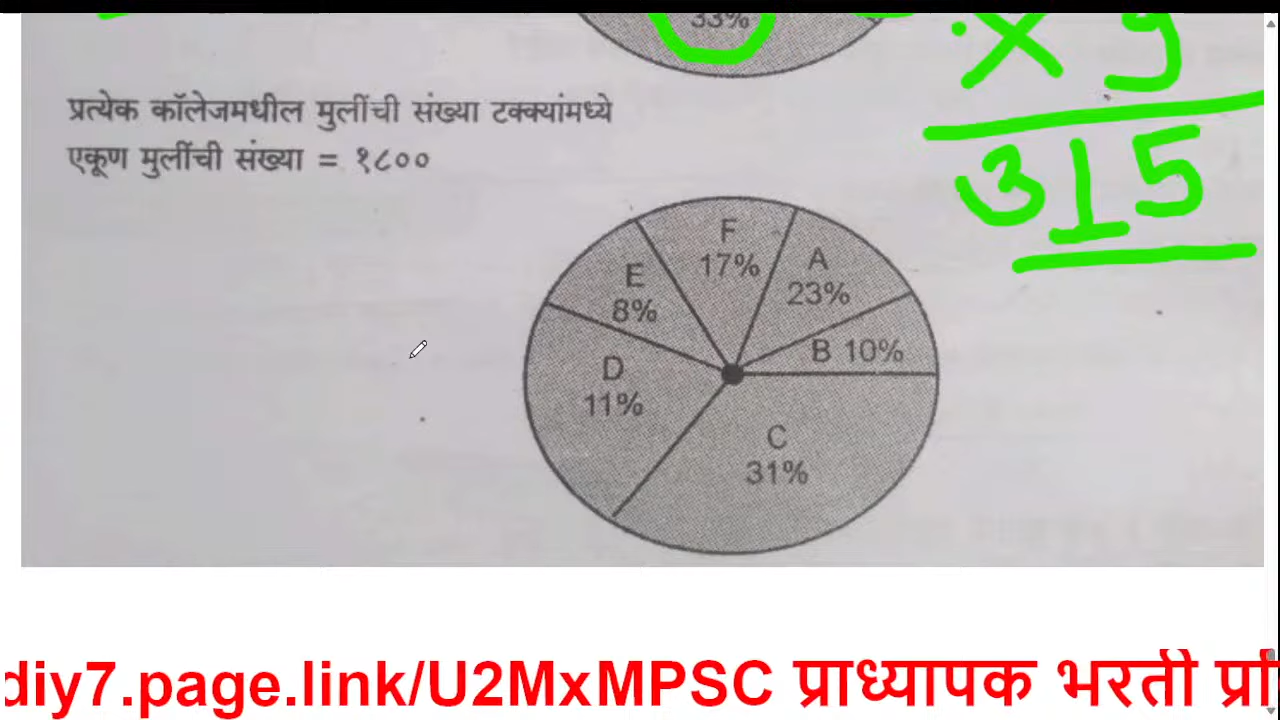 33%
x 9
प्रत्येक कॉलेजमधील मुलींची संख्या टक्क्यांमध्ये
एकूण मुलींची संख्या = १८००
315
F
17%
A
23%
E
8%
B 10%
D
11%
C
31%
diy7.page.link/U2MxMPSC प्राध्यापक भरती